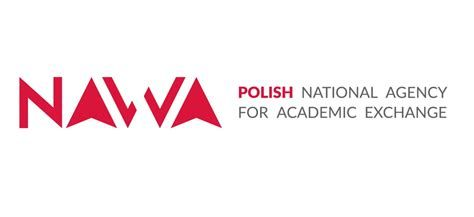 NAWA
POLISH NATIONAL AGENCY
FOR ACADEMIC EXCHANGE